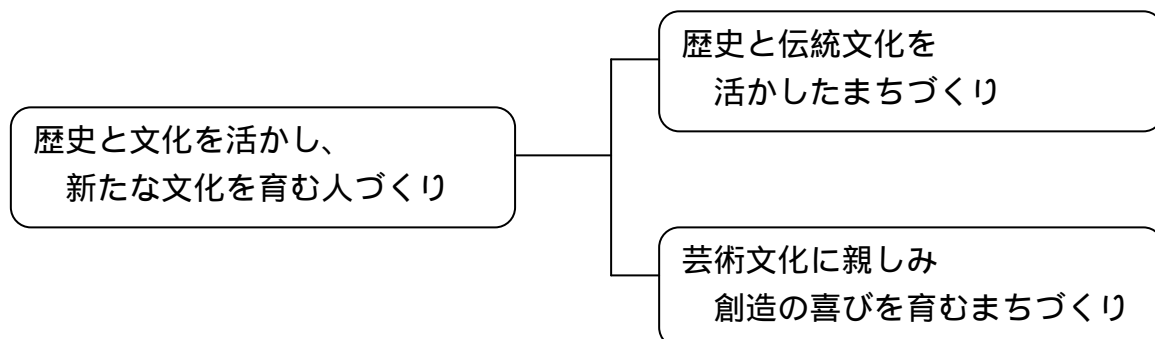 歴史と伝統文化を
活かしたまちづくり
歴史と文化を活かし、
新たな文化を育む人づくり
芸術文化に親しみ
創造の喜びを育むまちづくり